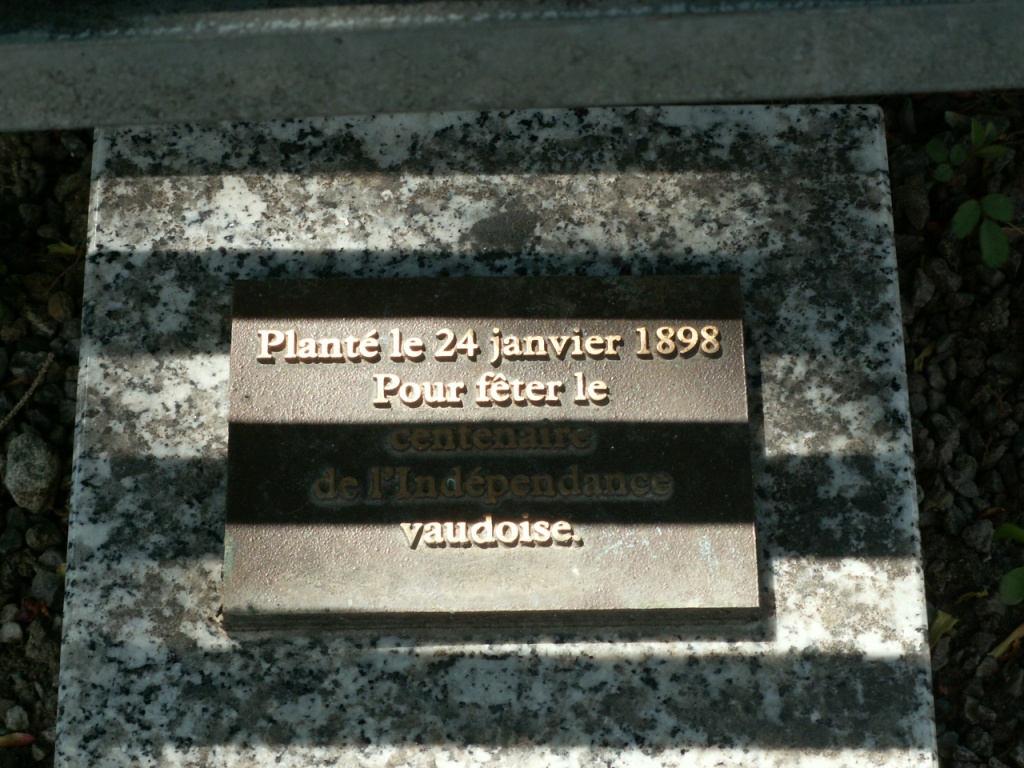 Planté le 24 janvier 1898
Pour fêter le
centenaire
de l'Indépendance
vaudoise.